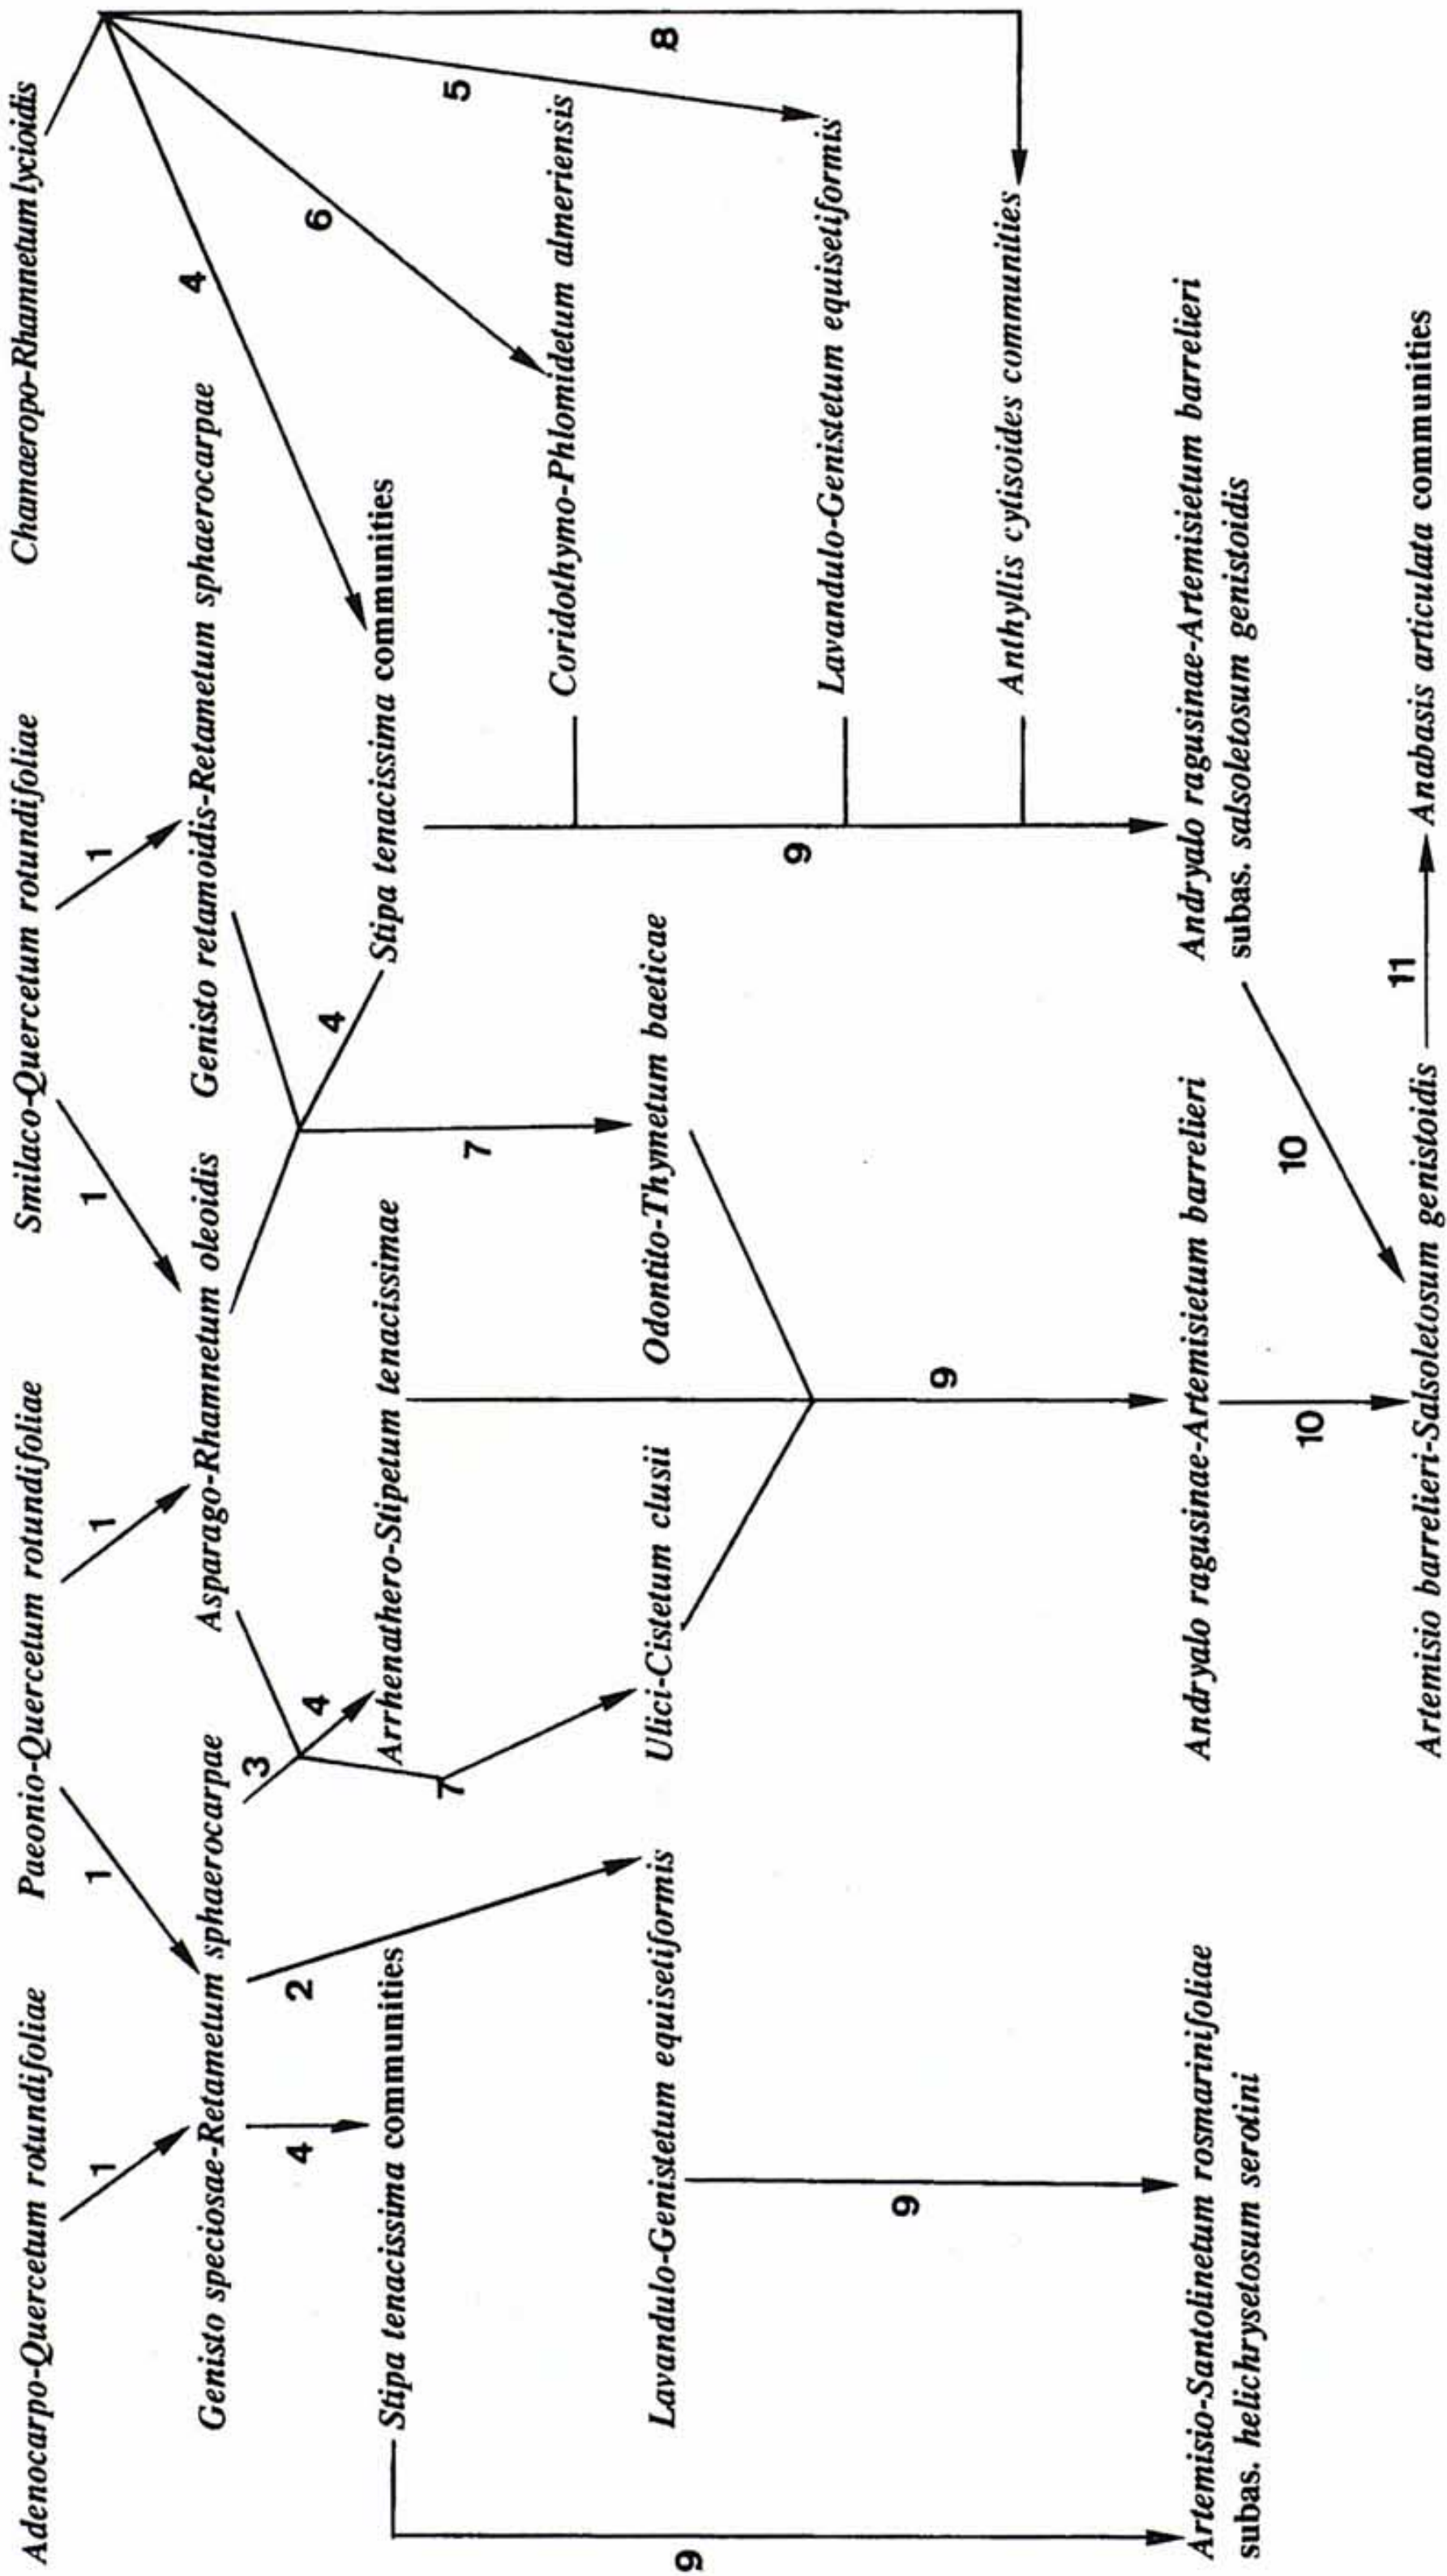 Adenocarpo-Quercetum rotundifoliae
Paeonio-Quercetum rotundifoliae
Smilaco-Quercetum rotundifoliae
Chamaeropo-Rhamnetum lycioidis
1
1
1
1
1
Genisto speciosae-Retametum sphaerocarpae
Asparago-Rhamnetum oleoidis
Genisto retamoidis-Retametum sphaerocarpae
4
2
3
4
7
4
7
4
6
5
8
Stipa tenacissima communities
Arrhenathero-Stipetum tenacissimae
Stipa tenacissima communities
Coridothymo-Phlomidetum almeriensis
Lavandulo-Genistetum equisetiformis
Ulici-Cistetum clusii
Odontito-Thymetum baeticae
Lavandulo-Genistetum equisetiformis
Anthyllis cytisoides communities
9
9
9
9
Artemisio-Santolinetum rosmarinifoliae
subas. helichrysetosum serotini
Andryalo ragusinae-Artemisietum barrelieri
Andryalo ragusinae-Artemisietum barrelieri
subas. salsoletosum genistoidis
10
10
Artemisio barrelieri-Salsoletosum genistoidis
11
Anabasis articulata communities